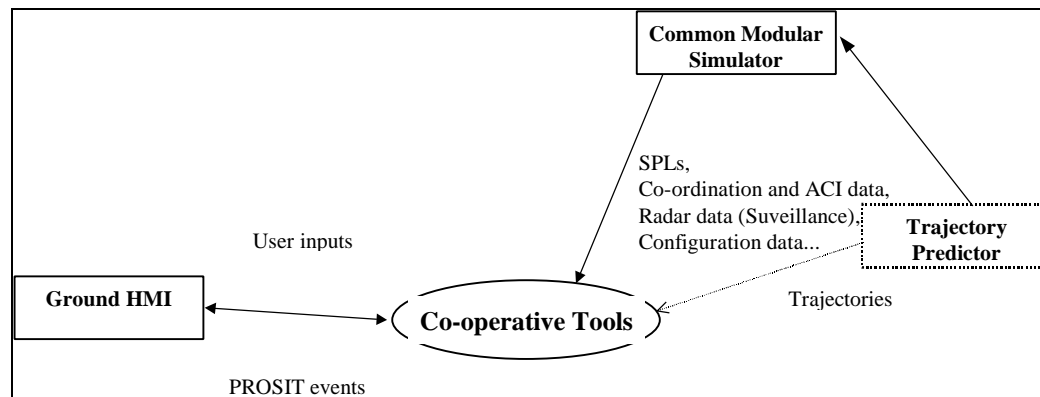 Common Modular
Simulator
SPLs,
Co-ordination and ACI data,
Radar data (Suveillance),
Configuration data...
Trajectory
Predictor
User inputs
Ground HMI
Trajectories
Co-operative Tools
PROSIT events